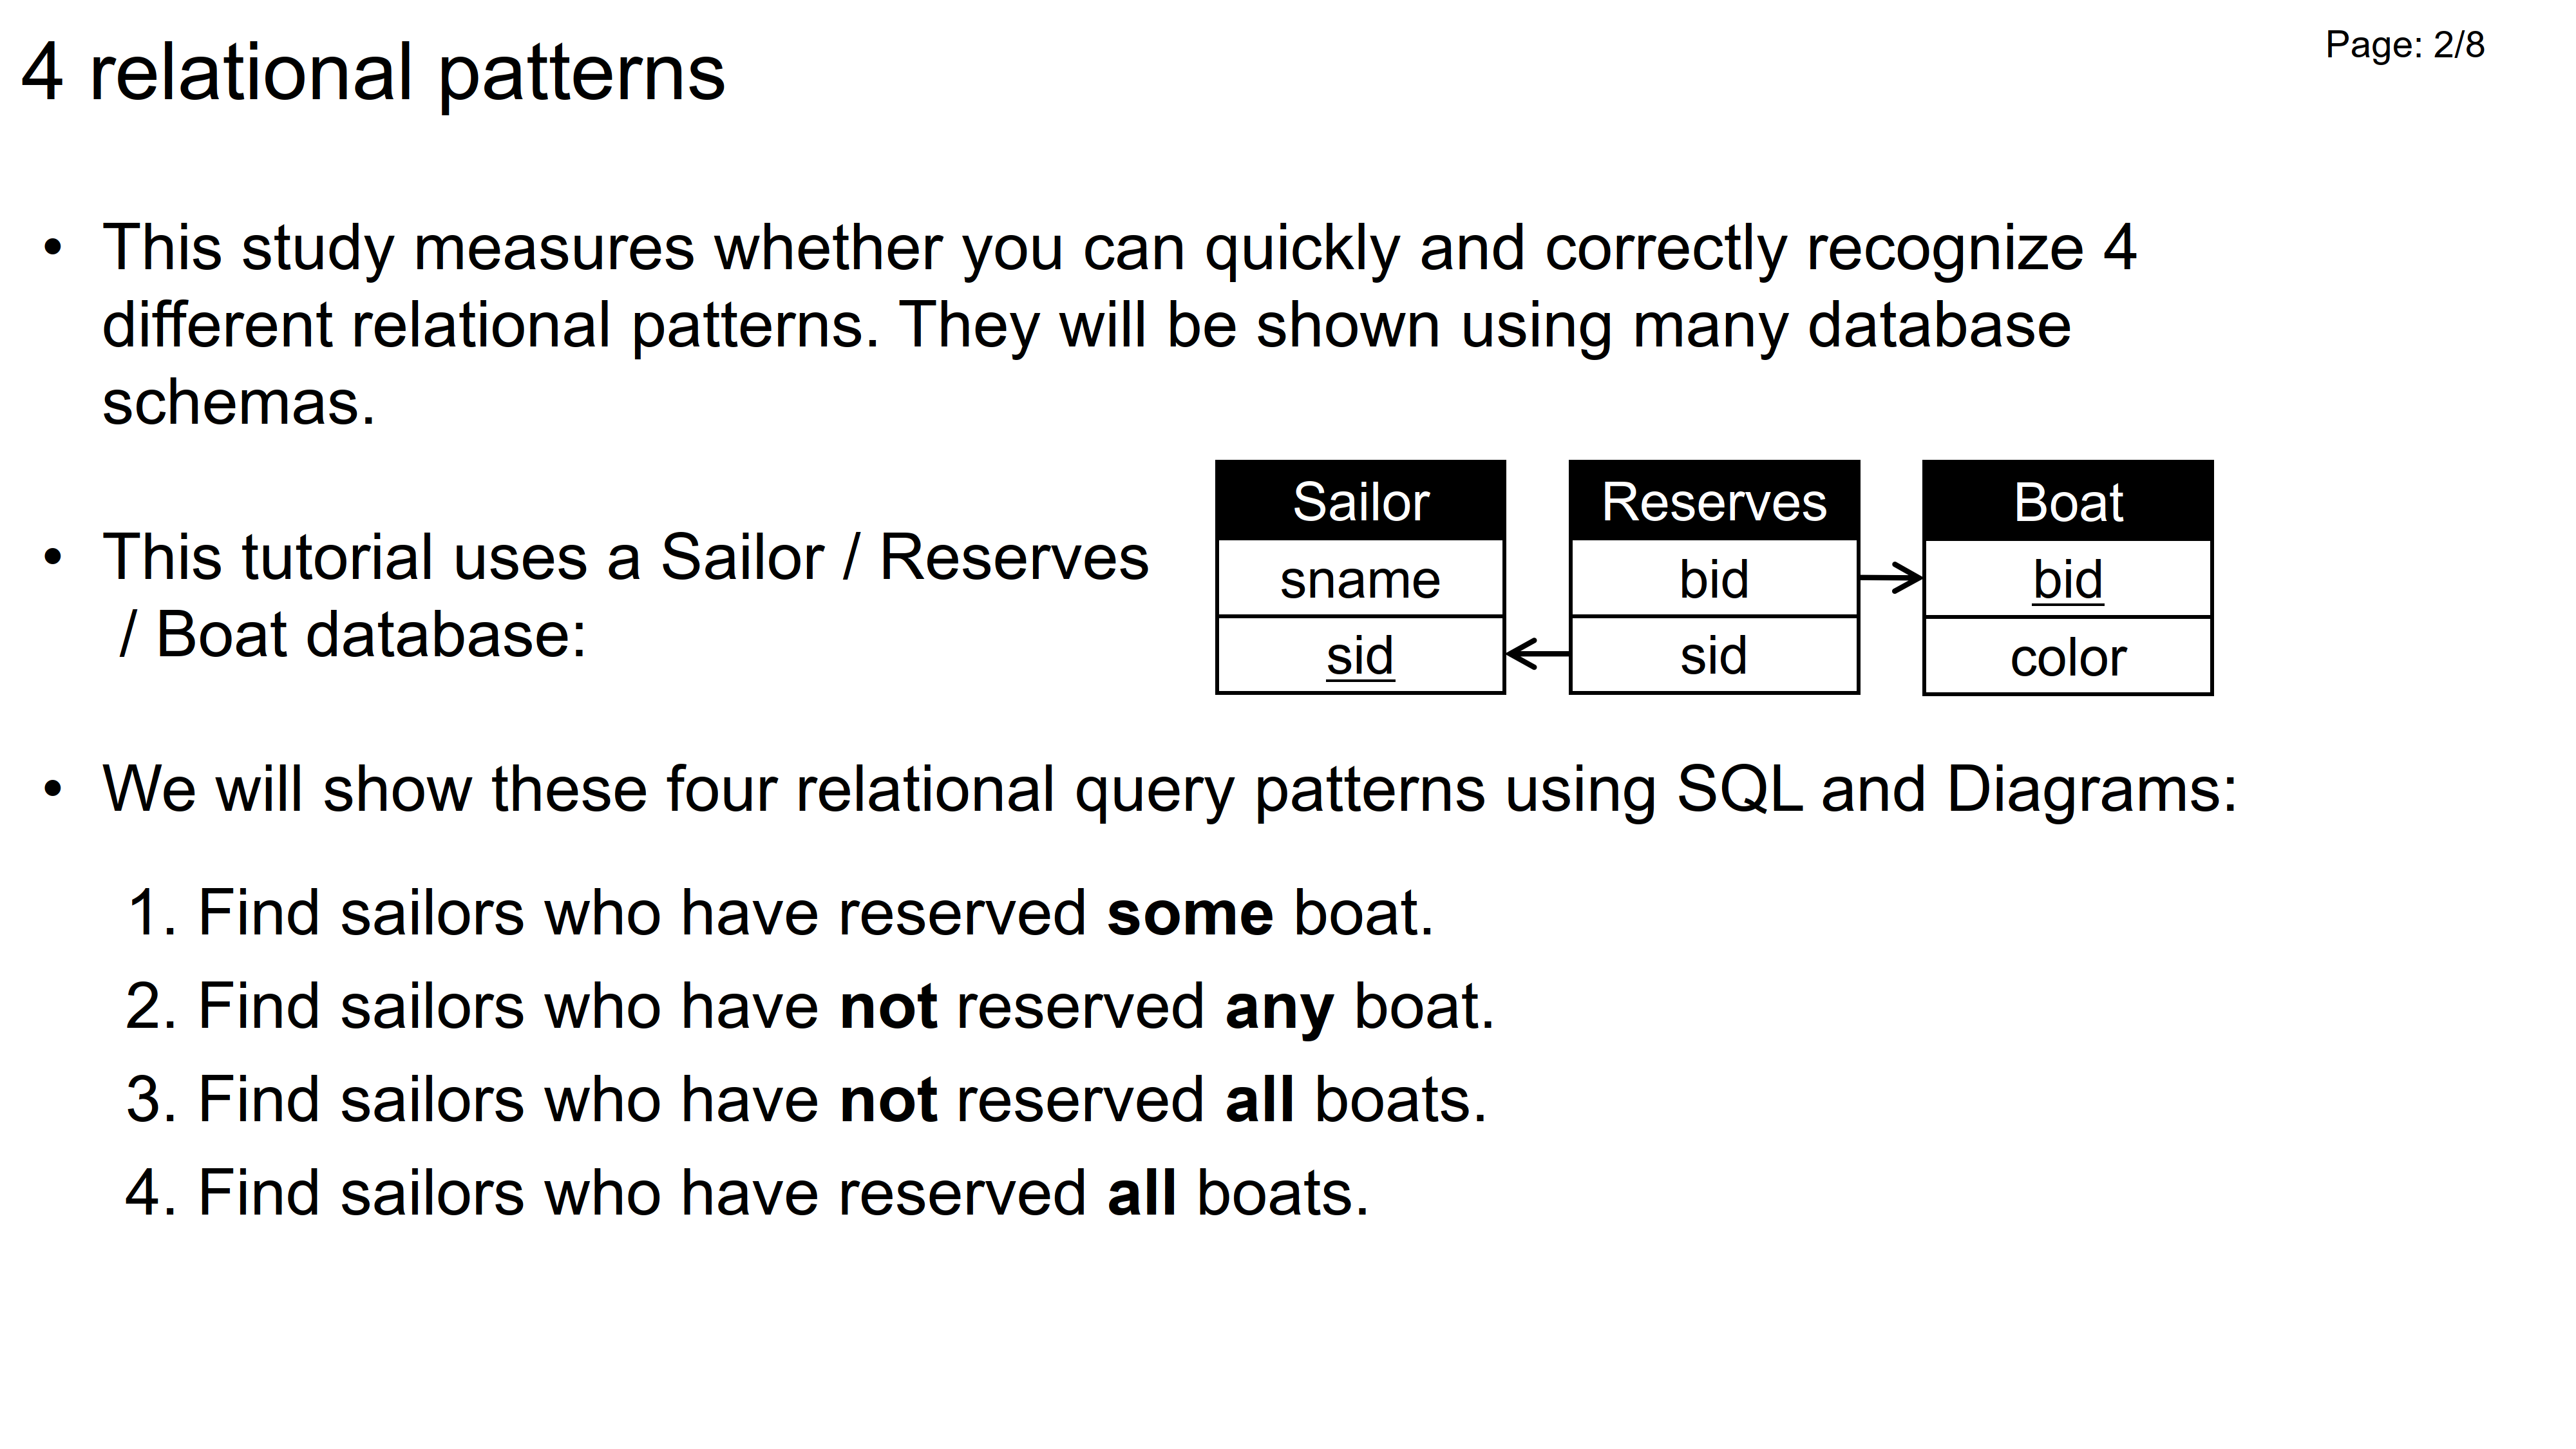 4 relational patterns
Page: 2/8
• This study measures whether you can quickly and correctly recognize 4
different relational patterns. They will be shown using many database
schemas.
• This tutorial uses a Sailor / Reserves
/ Boat database:
Sailor Reserves Boat
sname bid bid
sid sid color
• We will show these four relational query patterns using SQL and Diagrams:
1. Find sailors who have reserved some boat.
2. Find sailors who have not reserved any boat.
3. Find sailors who have not reserved all boats.
4. Find sailors who have reserved all boats.